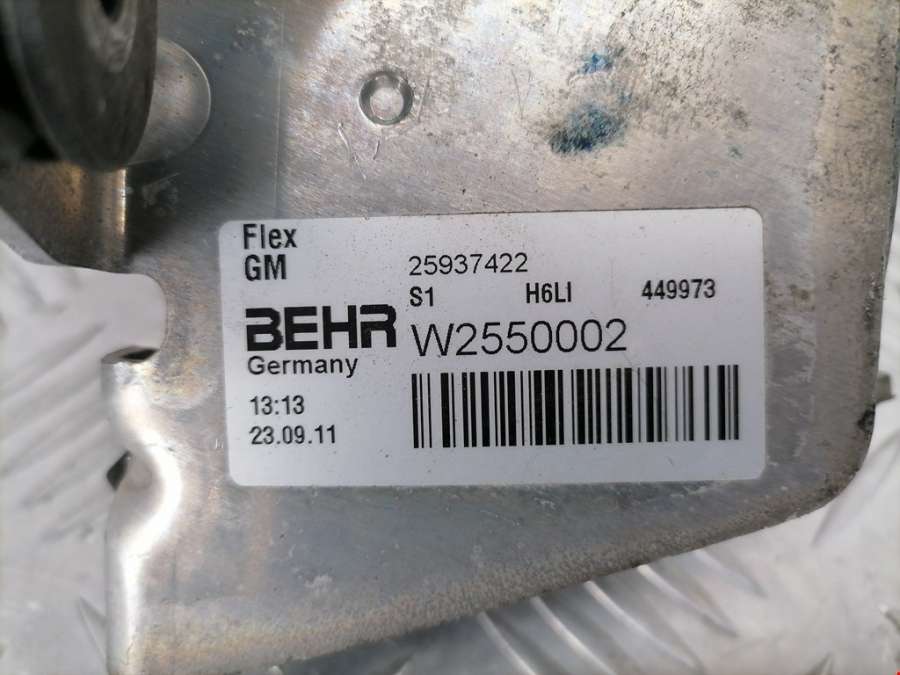 Flex
GM 25937422
S1 H6LI 449973
BEHR W2550002
Germany
13:13
23.09.11